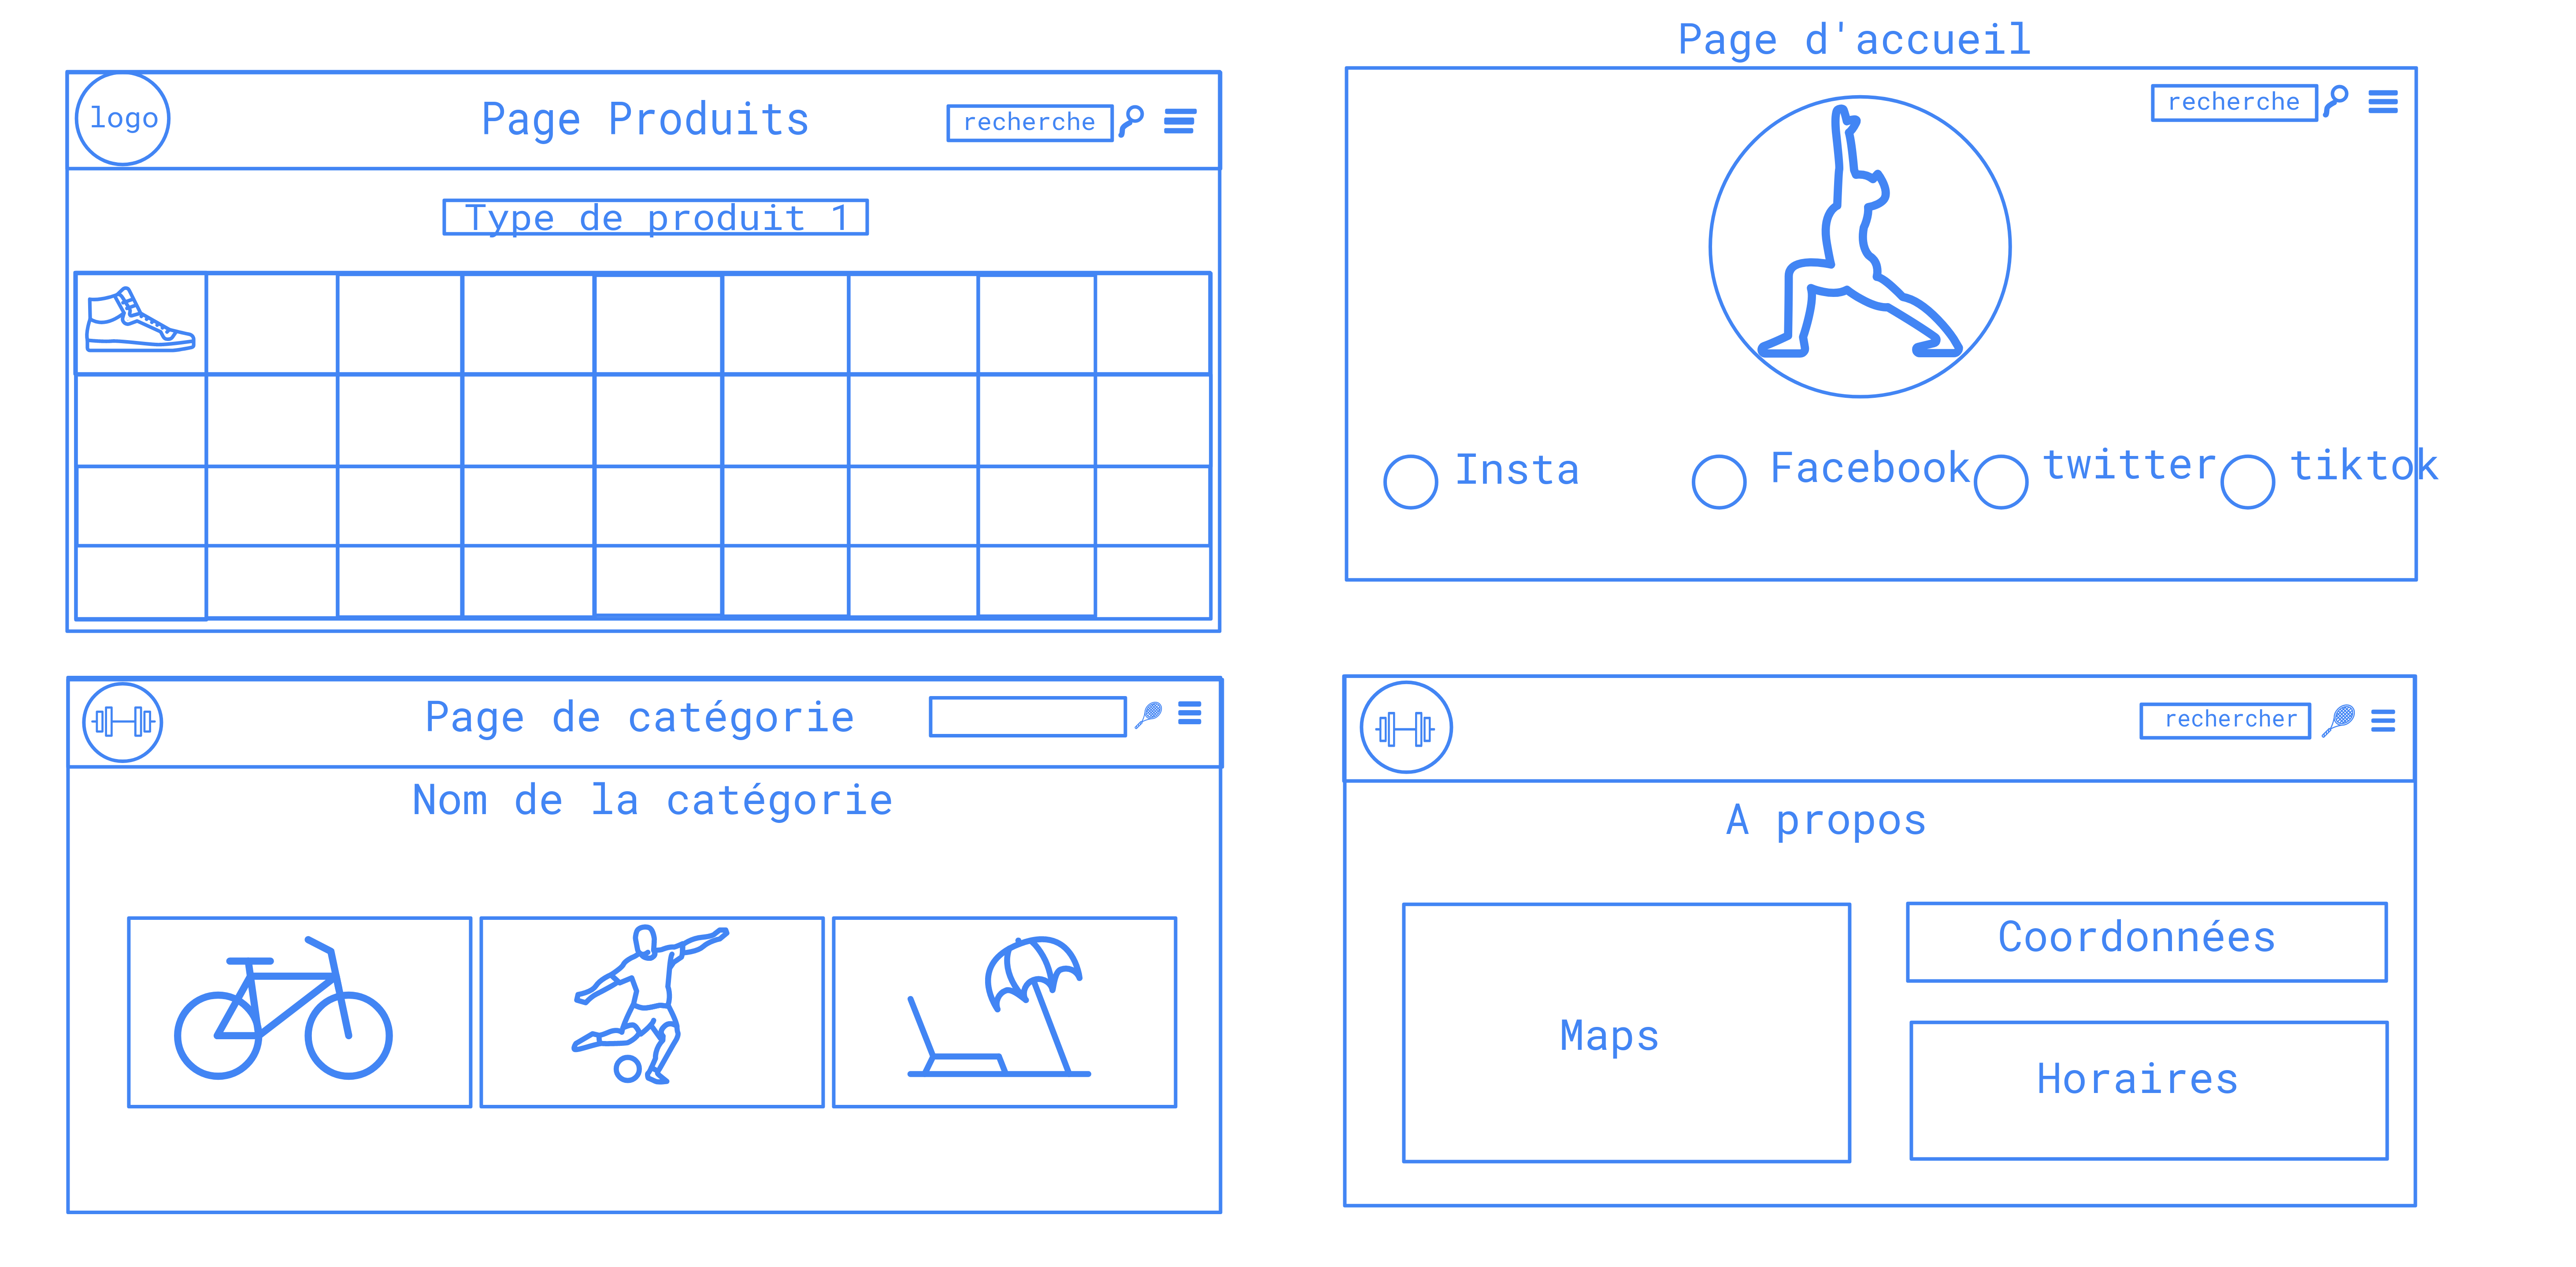 Page d'accueil
logo
Page Produits
recherche
Type de produit 1
recherche
Insta
Facebook
twitter
tiktok
Page de catégorie
Nom de la catégorie
rechercher
A propos
Maps
Coordonnées
Horaires